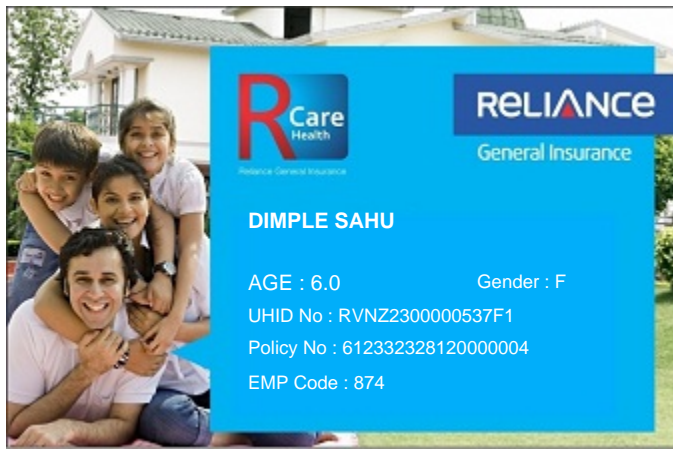 R Care
Health
Reliance General Insurance
RELIANCE
General Insurance
DIMPLE SAHU
AGE : 6.0 Gender : F
UHID No : RVNZ2300000537F1
Policy No : 612332328120000004
EMP Code : 874